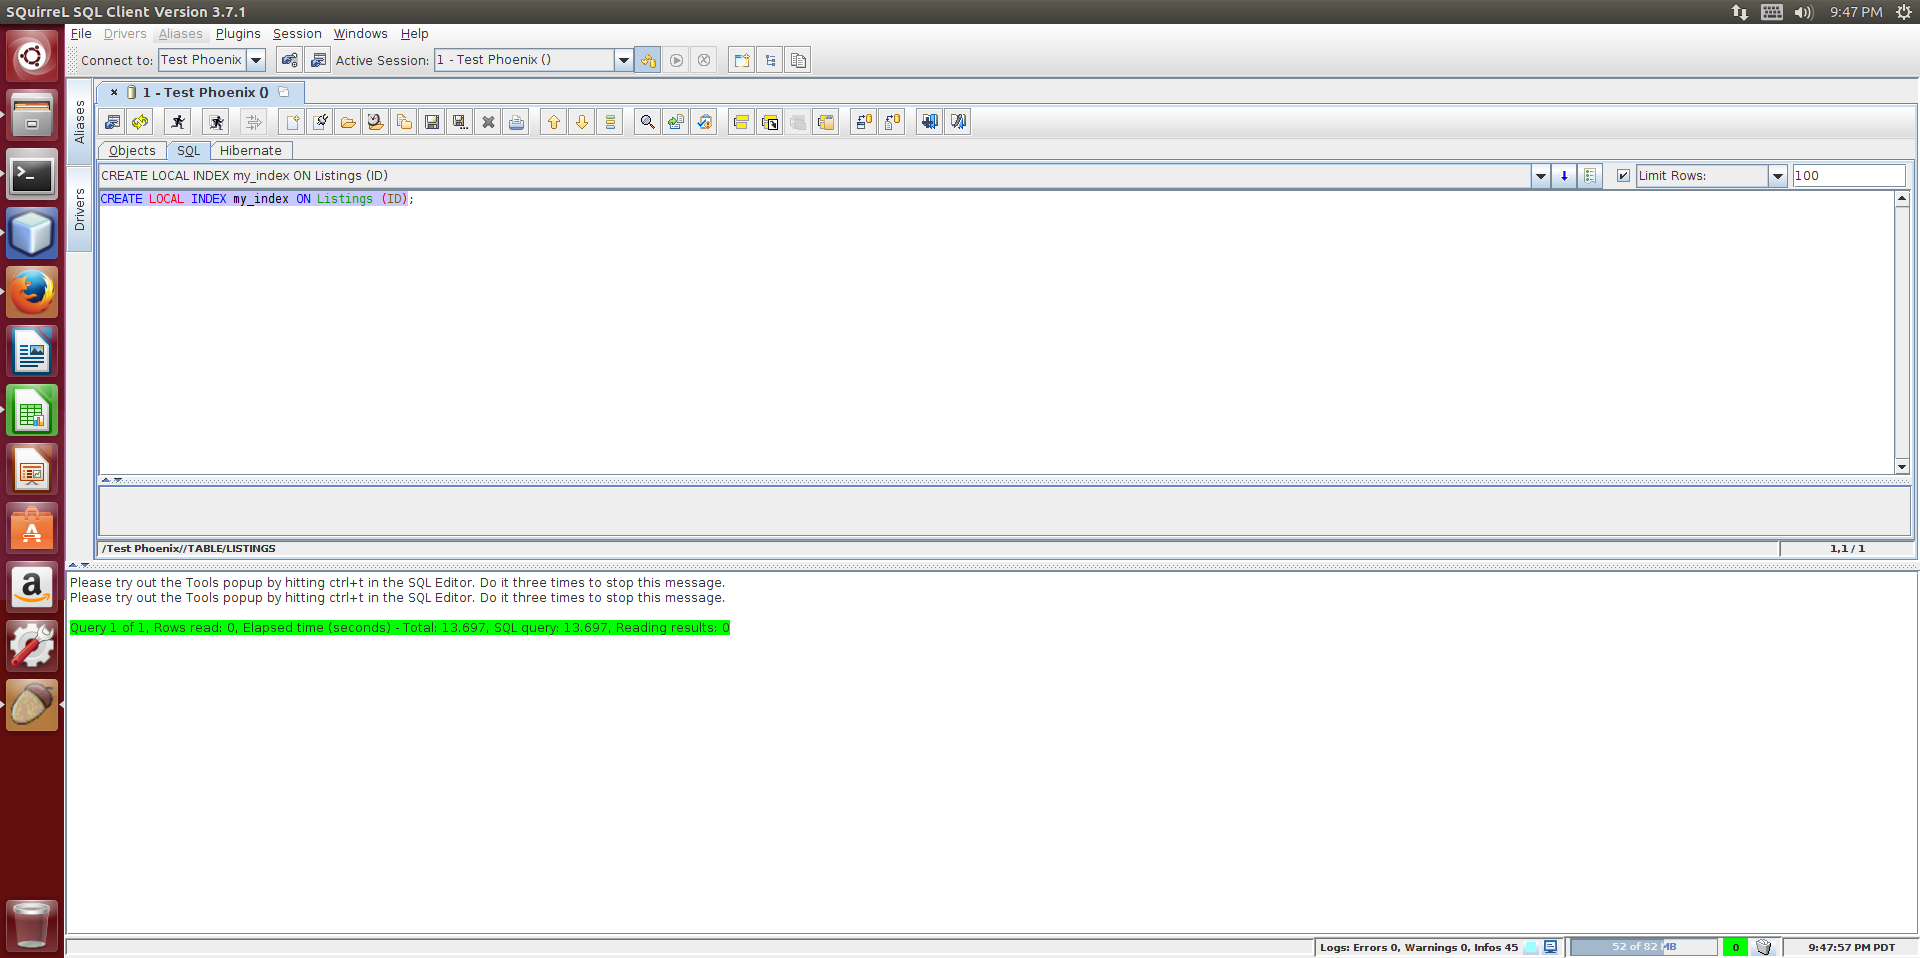 SQuirreL SQL Client Version 3.7.1
9:47 PM
File Drivers Aliases Plugins Session Windows Help
Connect to: Test Phoenix Active Session: 1 - Test Phoenix ()
Aliases
Drivers
1 - Test Phoenix ()
Objects SQL Hibernate
CREATE LOCAL INDEX my_index ON Listings (ID) Limit Rows: 100
CREATE LOCAL INDEX my_index ON Listings (ID);
/Test Phoenix//TABLE/LISTINGS 1,1 / 1
Please try out the Tools popup by hitting ctrl+t in the SQL Editor. Do it three times to stop this message.
Please try out the Tools popup by hitting ctrl+t in the SQL Editor. Do it three times to stop this message.
Query 1 of 1, Rows read: 0, Elapsed time (seconds) - Total: 13.697, SQL query: 13.697, Reading results: 0
Logs: Errors 0, Warnings 0, Infos 45 52 of 82 MB 0 9:47:57 PM PDT